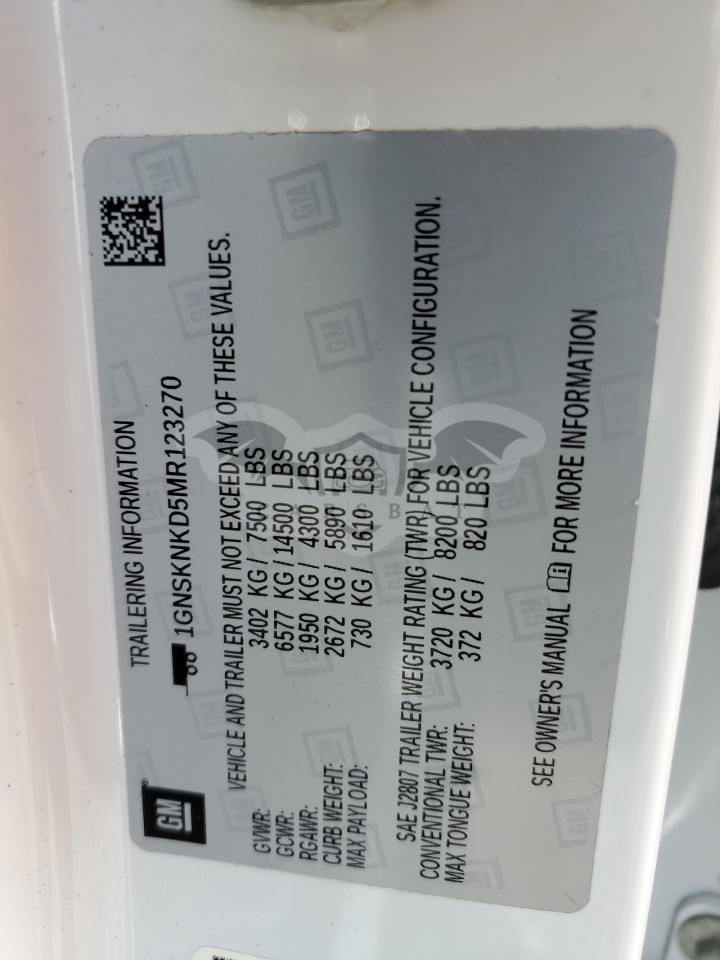 GM
TRAILERING INFORMATION
1GNSKNKD5MR123270
VEHICLE AND TRAILER MUST NOT EXCEED ANY OF THESE VALUES.
GVWR: 3402 KG / 7500 LBS
GCWR: 6577 KG / 14500 LBS
RGAWR: 1950 KG / 4300 LBS
CURB WEIGHT: 2672 KG / 5890 LBS
MAX PAYLOAD: 730 KG / 1610 LBS
SAE J2807 TRAILER WEIGHT RATING (TWR) FOR VEHICLE CONFIGURATION.
CONVENTIONAL TWR: 3720 KG / 8200 LBS
MAX TONGUE WEIGHT: 372 KG / 820 LBS
SEE OWNER'S MANUAL FOR MORE INFORMATION